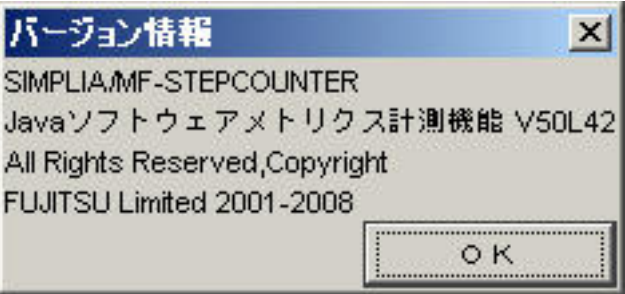 バージョン情報
SIMPLIA/MF-STEPCOUNTER
Javaソフトウェアメトリクス計測機能 V50L42
All Rights Reserved,Copyright
FUJITSU Limited 2001-2008
ＯＫ